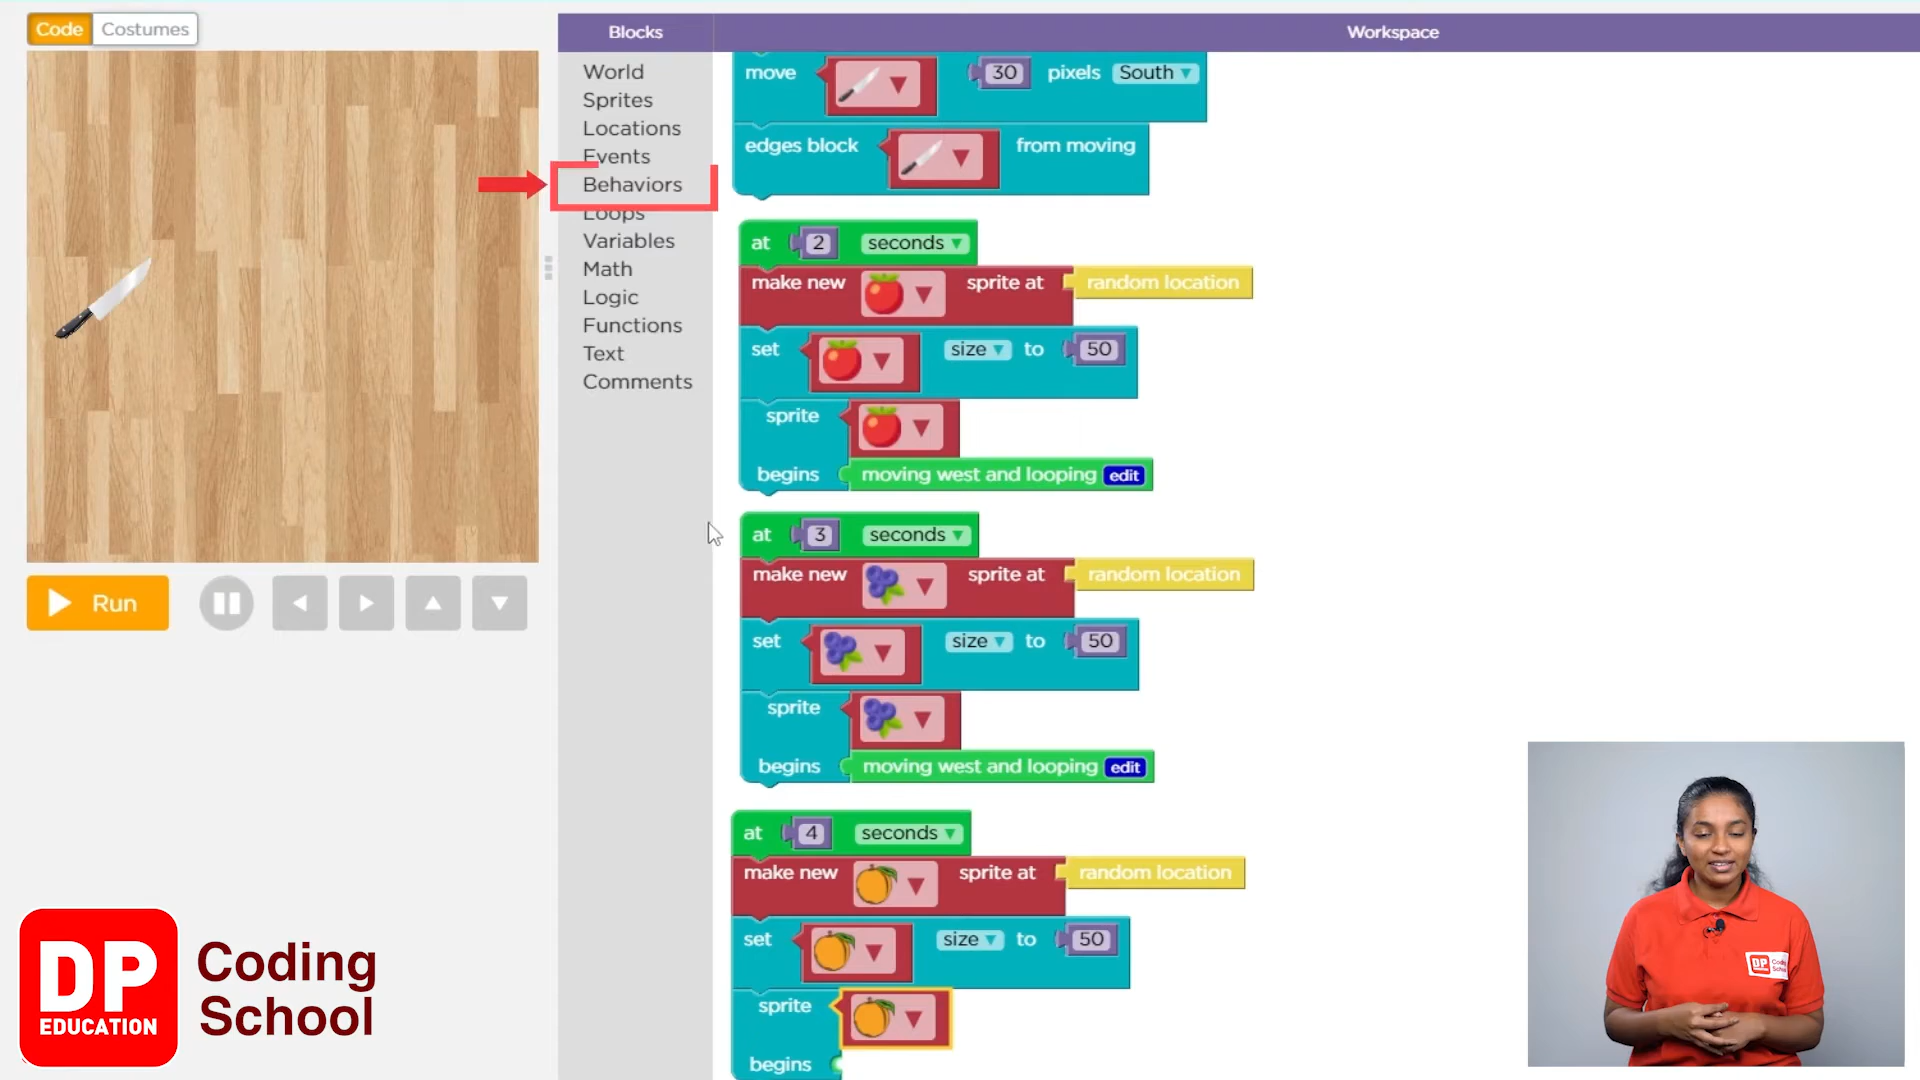 Code Costumes
Blocks
Workspace
World
Sprites
Locations
Events
Behaviors
Loops
Variables
Math
Logic
Functions
Text
Comments
move 30 pixels South
edges block from moving
at 2 seconds
make new sprite at random location
set size to 50
sprite
begins moving west and looping edit
at 3 seconds
make new sprite at random location
set size to 50
sprite
begins moving west and looping edit
at 4 seconds
make new sprite at random location
set size to 50
sprite
begins
Run
DP
EDUCATION
Coding
School
DP